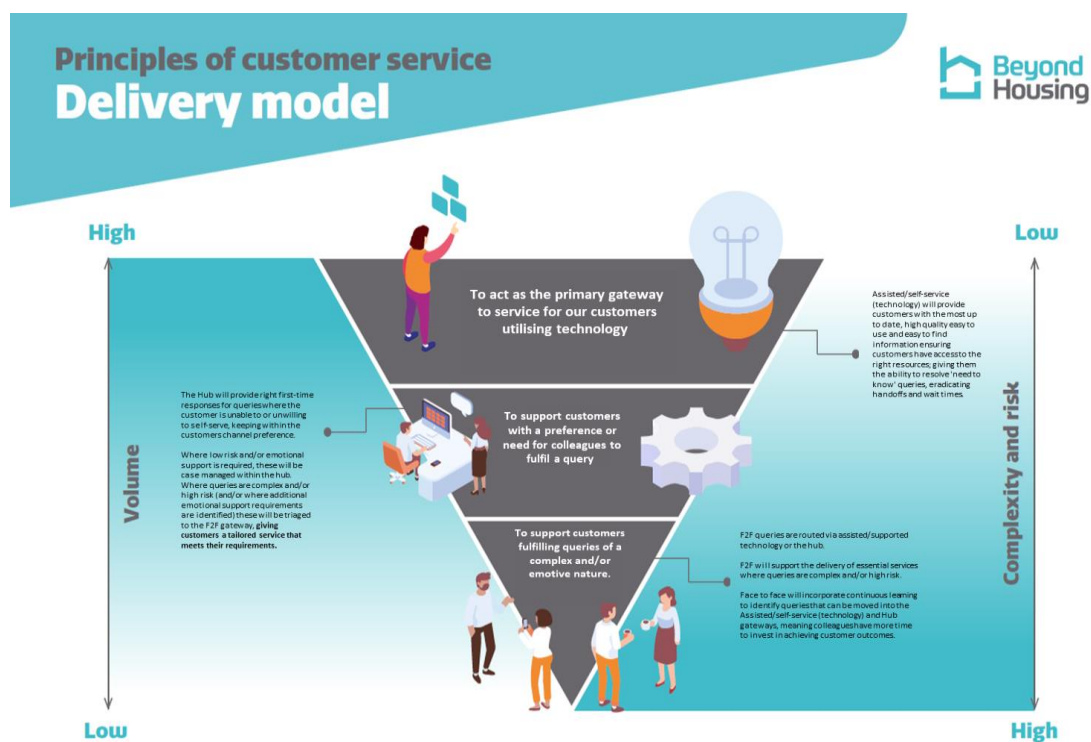 Principles of customer service
Delivery model
Beyond
Housing
High
Low
To act as the primary gateway
to service for our customers
utilising technology
Assisted/self-service
(technology) will provide
customers with the most up
to date, high quality easy to
use and easy to find
information ensuring
customers have access to the
right resources; giving them
the ability to resolve 'need to
know' queries, eradicating
handoffs and wait times.
The Hub will provide right first-time
responses for queries where the
customer is unable to or unwilling
to self-serve, keeping within the
customers channel preference.
Where low risk and/or emotional
support is required, these will be
case managed within the hub.
Where queries are complex and/or
high risk (and/or where additional
emotional support requirements
are identified) these will be triaged
to the F2F gateway, giving
customers a tailored service that
meets their requirements.
To support customers
with a preference or
need for colleagues to
fulfil a query
Volume
Complexity and risk
To support customers
fulfilling queries of a
complex and/or
emotive nature.
F2F queries are routed via assisted/supported
technology or the hub.
F2F will support the delivery of essential services
where queries are complex and/or high risk.
Face to face will incorporate continuous learning
to identify queries that can be moved into the
Assisted/self-service (technology) and Hub
gateways, meaning colleagues have more time
to invest in achieving customer outcomes.
Low
High